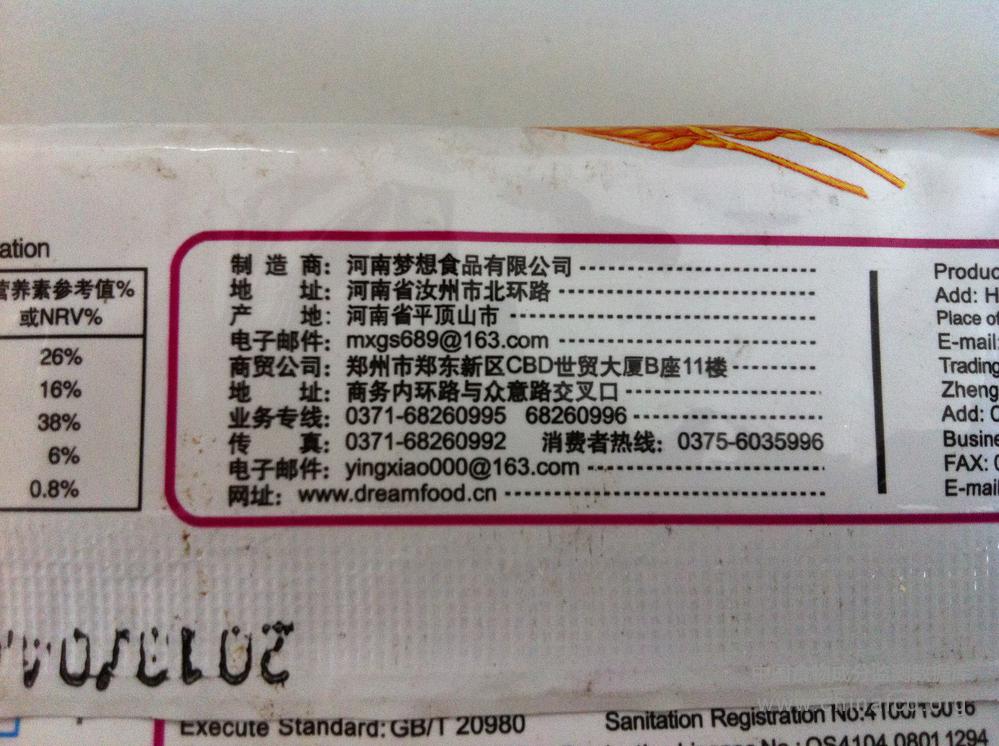 ation
营养素参考值%
或NRV%
26%
16%
38%
6%
0.8%
制 造 商：河南梦想食品有限公司
地 址：河南省汝州市北环路
产 地：河南省平顶山市
电子邮件：mxgs689@163.com
商贸公司：郑州市郑东新区CBD世贸大厦B座11楼
地 址：商务内环路与众意路交叉口
业务专线：0371-68260995 68260996
传 真：0371-68260992 消费者热线：0375-6035996
电子邮件：yingxiao000@163.com
网址：www.dreamfood.cn
Produc
Add: H
Place of
E-mail:
Trading
Zheng
Add: C
Busine
FAX: 0
E-mail
Execute Standard: GB/T 20980
Sanitation Registration No:4100/15016
QS4104 0801 1294